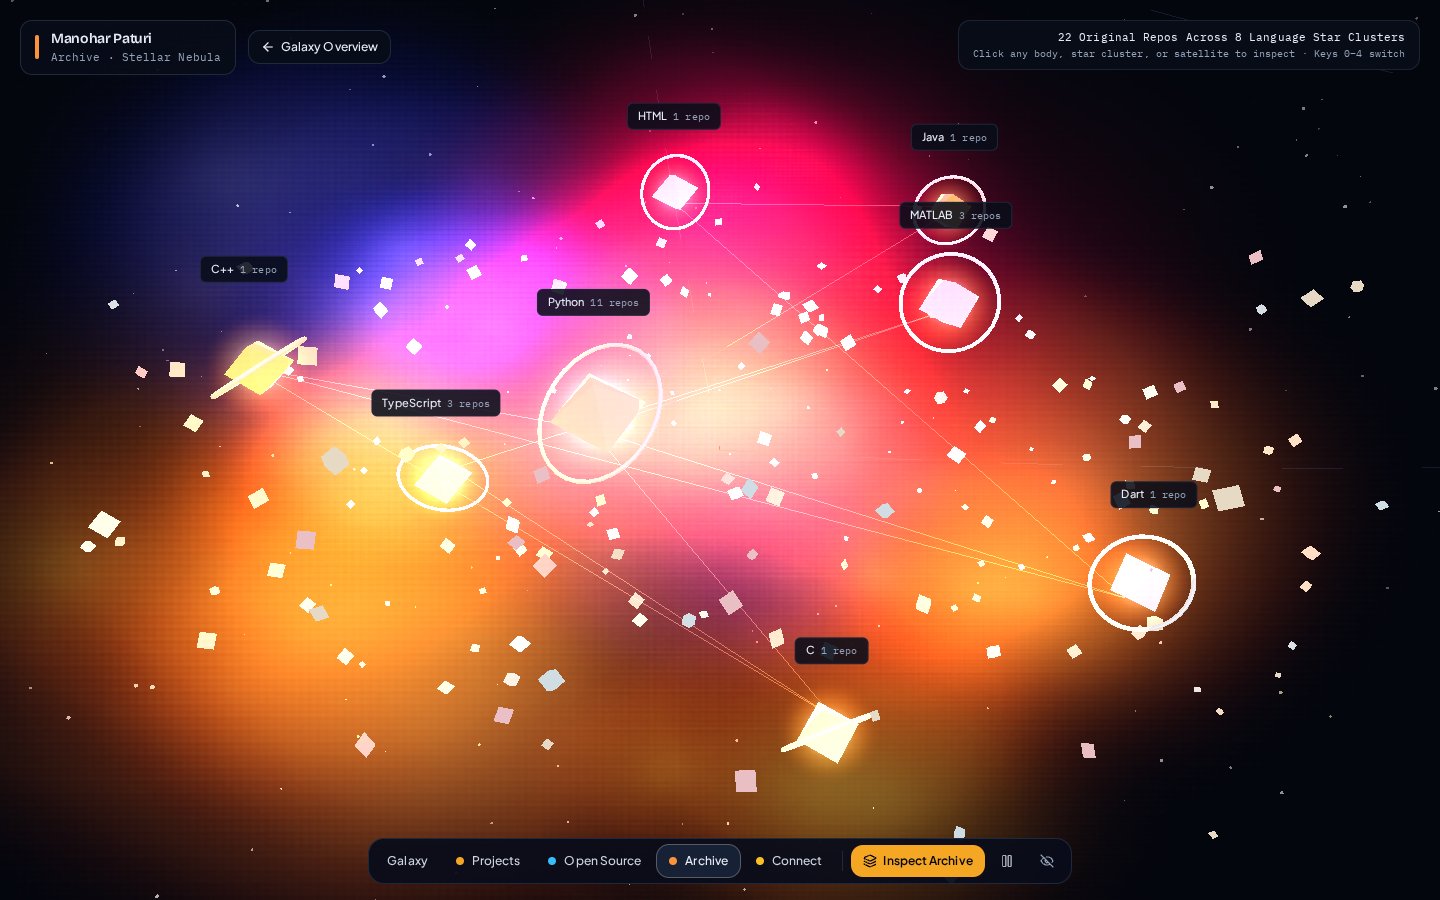 Manohar Paturi
Archive · Stellar Nebula
Galaxy Overview
22 Original Repos Across 8 Language Star Clusters
Click any body, star cluster, or satellite to inspect · Keys 0–4 switch
HTML 1 repo
Java 1 repo
MATLAB 3 repos
C++ 1 repo
Python 11 repos
TypeScript 3 repos
Dart 1 repo
C 1 repo
Galaxy
Projects
Open Source
Archive
Connect
Inspect Archive